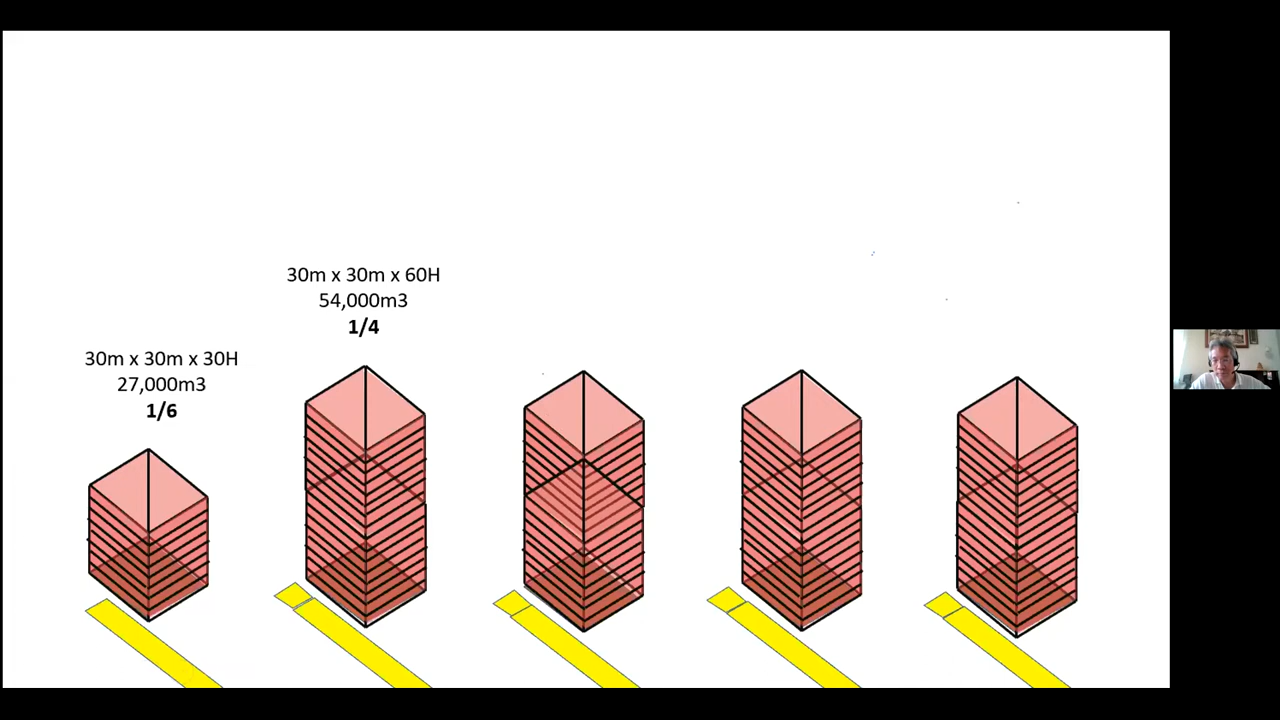 30m x 30m x 60H
54,000m3
1/4
30m x 30m x 30H
27,000m3
1/6